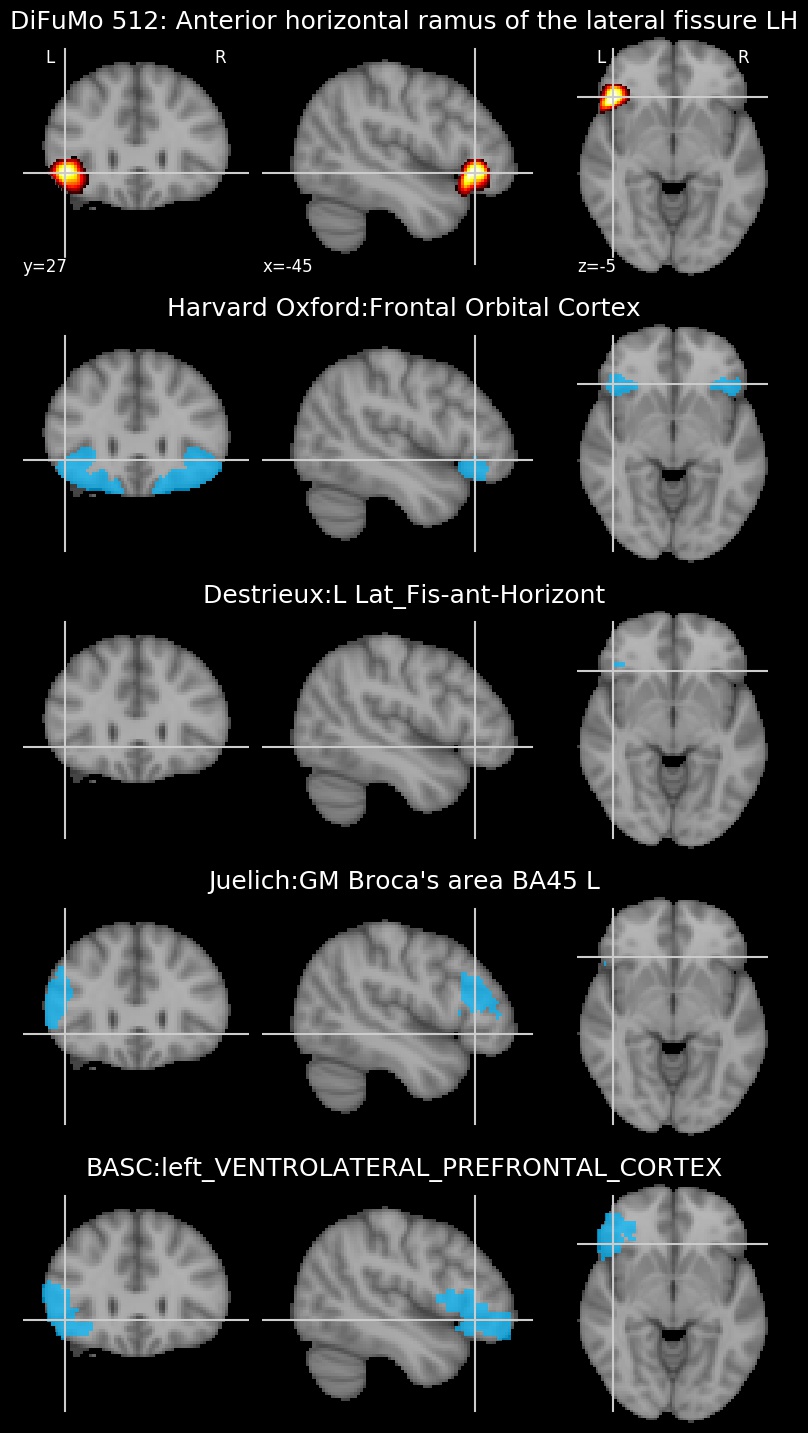 DiFuMo 512: Anterior horizontal ramus of the lateral fissure LH
L R L R
y=27 x=-45 z=-5
Harvard Oxford:Frontal Orbital Cortex
Destrieux:L Lat_Fis-ant-Horizont
Juelich:GM Broca's area BA45 L
BASC:left_VENTROLATERAL_PREFRONTAL_CORTEX